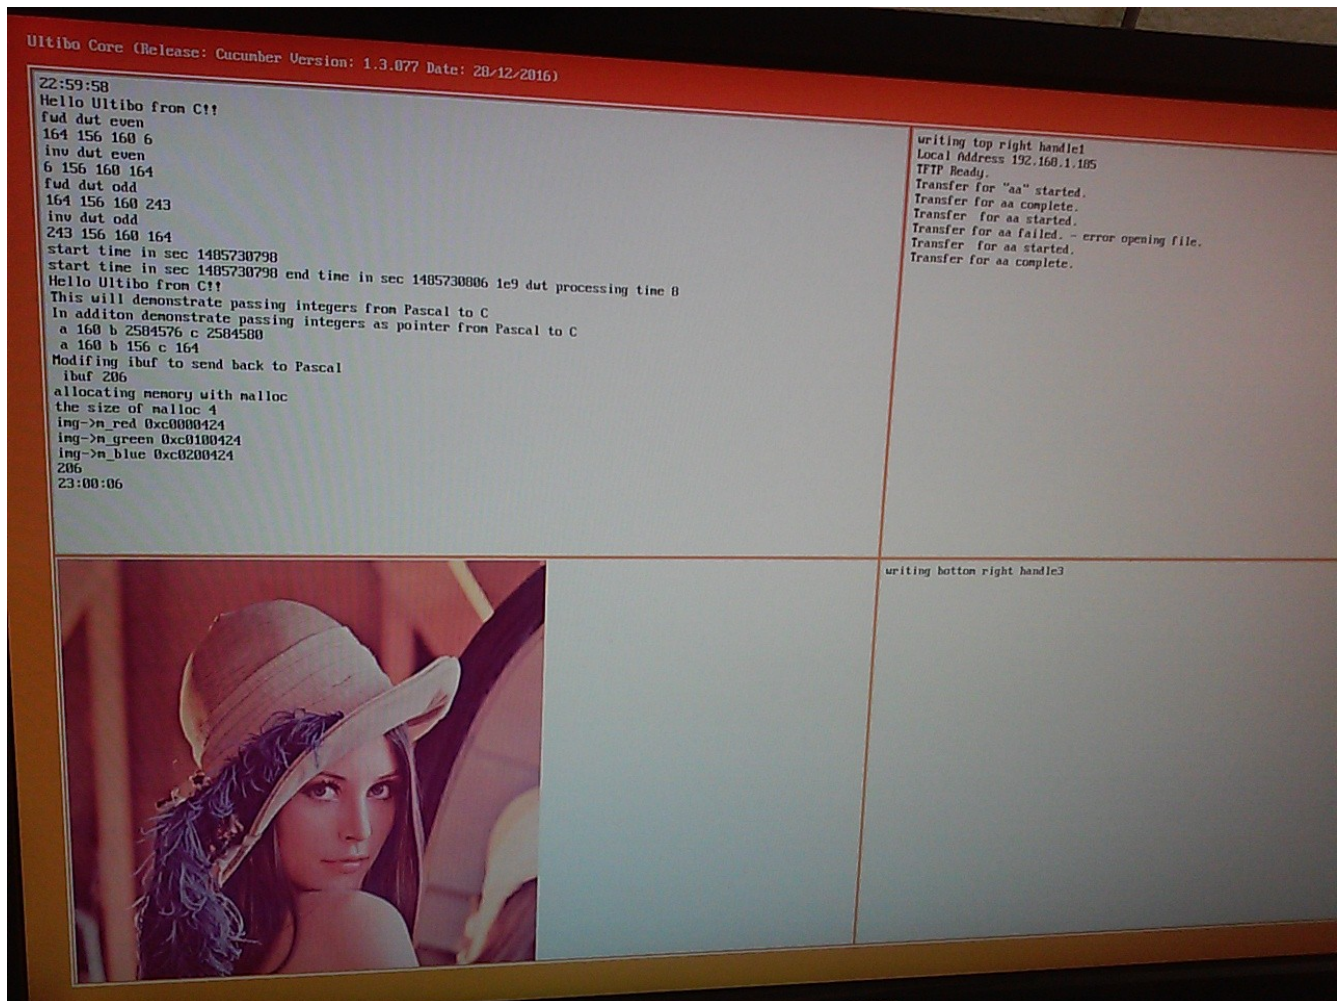 Ultibo Core (Release: Cucumber Version: 1.3.077 Date: 28/12/2016)
22:59:58
Hello Ultibo from C!!
fwd dwt even
164 156 160 6
inv dwt even
6 156 160 164
fwd dwt odd
164 156 160 243
inv dwt odd
243 156 160 164
start time in sec 1485730798
start time in sec 1485730798 end time in sec 1485730806 1e9 dwt processing time 8
Hello Ultibo from C!!
This will demonstrate passing integers from Pascal to C
In additon demonstrate passing integers as pointer from Pascal to C
a 160 b 2584576 c 2584580
a 160 b 156 c 164
Modifing ibuf to send back to Pascal
ibuf 206
allocating memory with malloc
the size of malloc 4
img->m_red 0xc0000424
img->m_green 0xc0100424
img->m_blue 0xc0200424
206
23:00:06
writing top right handle1
Local Address 192.168.1.185
TFTP Ready.
Transfer for "aa" started.
Transfer for aa complete.
Transfer  for aa started.
Transfer for aa failed. - error opening file.
Transfer  for aa started.
Transfer for aa complete.
writing bottom right handle3